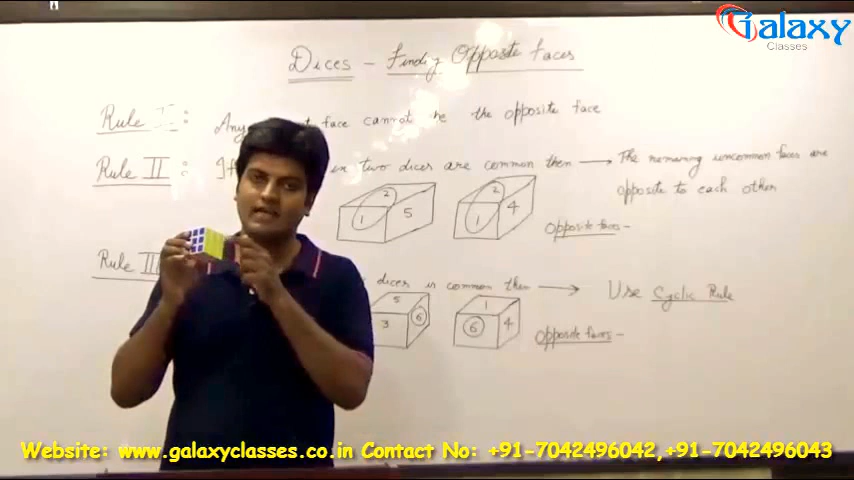 Galaxy
Classes
Dices - Finding Opposite Faces
Rule I : Any face cannot be the opposite face
Rule II : If in two dices are common then → The remaining uncommon faces are
opposite to each other
1 2 5
1 2 4
Opposite faces -
Rule III dices is common then → Use Cyclic Rule
5 3 6
1 6 4
Opposite faces -
Website: www.galaxyclasses.co.in Contact No: +91-7042496042,+91-7042496043